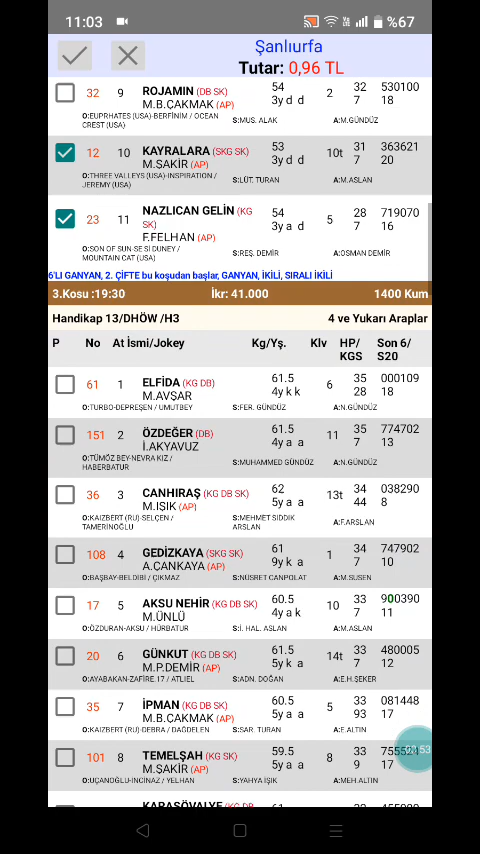 11:03 %67
Şanlıurfa
Tutar: 0,96 TL
32 9 ROJAMIN (DB SK) 54 2 32 530100
M.B.ÇAKMAK (AP) 3y d d 7 18
O:EUPRHATES (USA)-BERFİNİM / OCEAN CREST (USA) S:MUS. ALAK A:M.GÜNDÜZ
12 10 KAYRALARA (SKG SK) 53 10t 31 363621
M.ŞAKİR (AP) 3y d d 7 20
O:THREE VALLEYS (USA)-INSPIRATION / JEREMY (USA) S:LÜT. TURAN A:M.ASLAN
23 11 NAZLICAN GELİN (KG SK) 54 5 28 719070
F.FELHAN (AP) 3y a d 7 16
O:SON OF SUN-SE Sİ DUNEY / MOUNTAIN CAT (USA) S:REŞ. DEMİR A:OSMAN DEMİR
6'LI GANYAN, 2. ÇİFTE bu koşudan başlar, GANYAN, İKİLİ, SIRALI İKİLİ
3.Kosu :19:30 İkr: 41.000 1400 Kum
Handikap 13/DHÖW /H3 4 ve Yukarı Araplar
P No At İsmi/Jokey Kg/Yş. Klv HP/ KGS Son 6/ S20
61 1 ELFİDA (KG DB) 61.5 6 35 000109
M.AVŞAR 4y k k 28 18
O:TURBO-DEPREŞEN / UMUTBEY S:FER. GÜNDÜZ A:N.GÜNDÜZ
151 2 ÖZDEĞER (DB) 61.5 11 35 774702
İ.AKYAVUZ 4y a a 7 13
O:TÜMÖZ BEY-NEVRA KIZ / HABERBATUR S:MUHAMMED GÜNDÜZ A:N.GÜNDÜZ
36 3 CANHIRAŞ (KG DB SK) 62 13t 34 038290
M.IŞIK (AP) 5y a a 44 8
O:KAIZBERT (RU)-SELÇEN / TAMERİNOĞLU S:MEHMET SIDDIK ARSLAN A:F.ARSLAN
108 4 GEDİZKAYA (SKG SK) 61 1 34 747902
A.ÇANKAYA (AP) 9y k a 7 10
O:BAŞBAY-BELDİBİ / ÇIKMAZ S:NÜSRET CANPOLAT A:M.SUSEN
17 5 AKSU NEHİR (KG DB SK) 60.5 10 33 900390
M.ÜNLÜ 4y a k 7 11
O:ÖZDURAN-AKSU / HÜRBATUR S:İ. HAL. ASLAN A:M.ASLAN
20 6 GÜNKUT (KG DB SK) 61.5 14t 33 480005
M.P.DEMİR (AP) 5y k a 7 12
O:AYABAKAN-ZAFİRE.17 / ATLIEL S:ADN. DOĞAN A:E.H.ŞEKER
35 7 İPMAN (KG DB SK) 60.5 5 33 081448
M.B.ÇAKMAK (AP) 5y a a 93 17
O:KAIZBERT (RU)-DEBRA / DAĞDELEN S:SAR. TURAN A:E.ALTIN
101 8 TEMELŞAH (KG SK) 59.5 8 33 755524
M.ŞAKİR (AP) 5y a a 9 17
O:UÇANOĞLU-INCİNAZ / YELHAN S:YAHYA IŞIK A:MEH.ALTIN